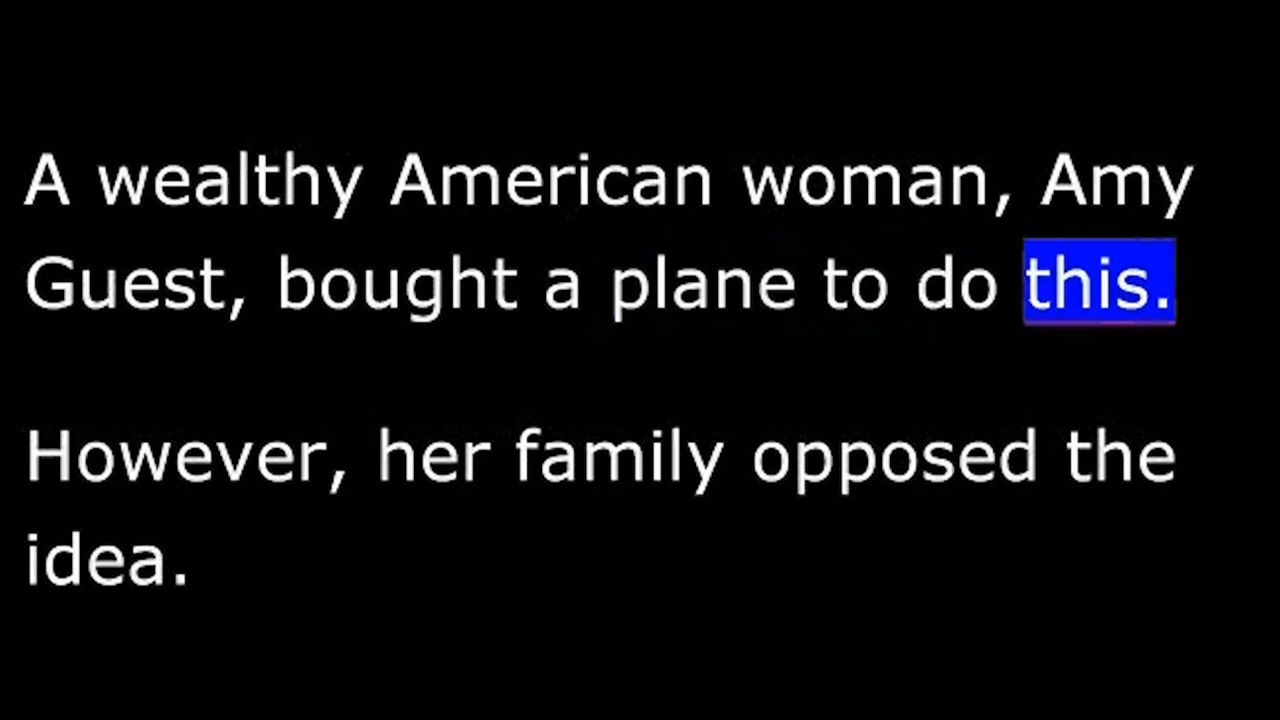 A wealthy American woman, Amy
Guest, bought a plane to do this.
However, her family opposed the
idea.